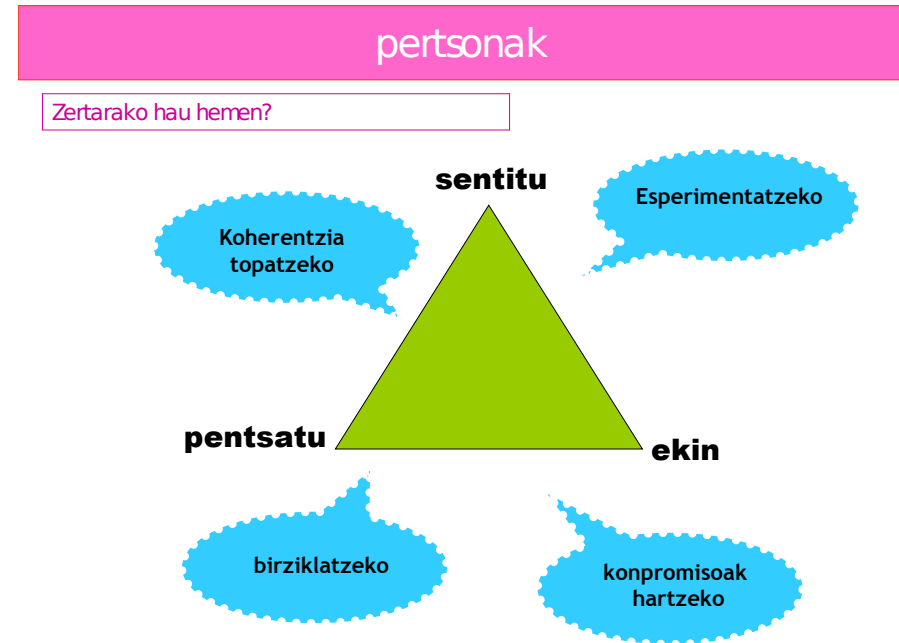 pertsonak
Zertarako hau hemen?
sentitu
Esperimentatzeko
Koherentzia
topatzeko
pentsatu
ekin
birziklatzeko
konpromisoak
hartzeko